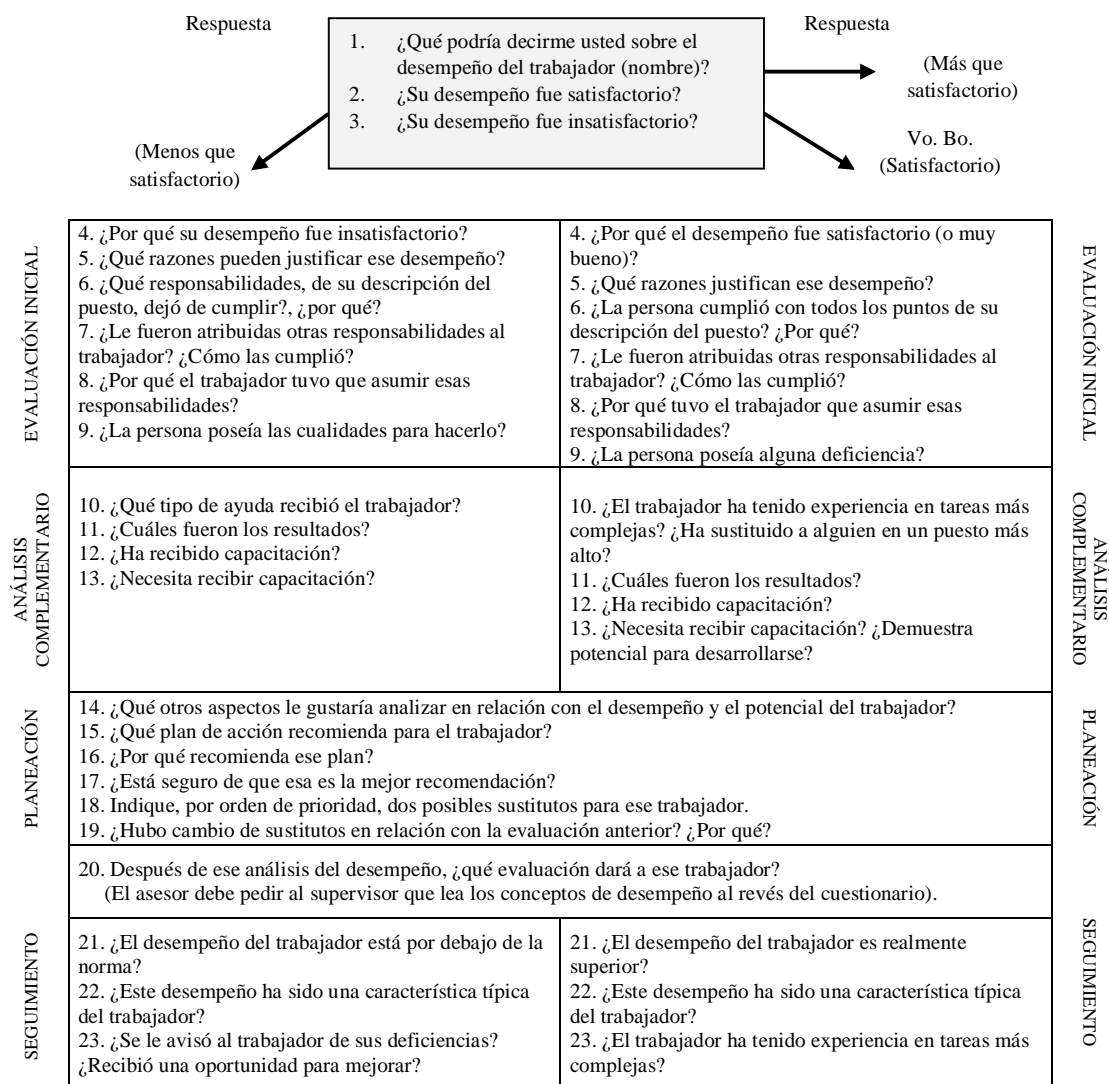 Respuesta
Respuesta
1. ¿Qué podría decirme usted sobre el
desempeño del trabajador (nombre)?
2. ¿Su desempeño fue satisfactorio?
3. ¿Su desempeño fue insatisfactorio?
(Más que
satisfactorio)
(Menos que
satisfactorio)
Vo. Bo.
(Satisfactorio)
EVALUACIÓN INICIAL
4. ¿Por qué su desempeño fue insatisfactorio?
5. ¿Qué razones pueden justificar ese desempeño?
6. ¿Qué responsabilidades, de su descripción del
puesto, dejó de cumplir?, ¿por qué?
7. ¿Le fueron atribuidas otras responsabilidades al
trabajador? ¿Cómo las cumplió?
8. ¿Por qué el trabajador tuvo que asumir esas
responsabilidades?
9. ¿La persona poseía las cualidades para hacerlo?
4. ¿Por qué el desempeño fue satisfactorio (o muy
bueno)?
5. ¿Qué razones justifican ese desempeño?
6. ¿La persona cumplió con todos los puntos de su
descripción del puesto? ¿Por qué?
7. ¿Le fueron atribuidas otras responsabilidades al
trabajador? ¿Cómo las cumplió?
8. ¿Por qué tuvo el trabajador que asumir esas
responsabilidades?
9. ¿La persona poseía alguna deficiencia?
EVALUACIÓN INICIAL
ANÁLISIS
COMPLEMENTARIO
10. ¿Qué tipo de ayuda recibió el trabajador?
11. ¿Cuáles fueron los resultados?
12. ¿Ha recibido capacitación?
13. ¿Necesita recibir capacitación?
10. ¿El trabajador ha tenido experiencia en tareas más
complejas? ¿Ha sustituido a alguien en un puesto más
alto?
11. ¿Cuáles fueron los resultados?
12. ¿Ha recibido capacitación?
13. ¿Necesita recibir capacitación? ¿Demuestra
potencial para desarrollarse?
ANÁLISIS
COMPLEMENTARIO
PLANEACIÓN
14. ¿Qué otros aspectos le gustaría analizar en relación con el desempeño y el potencial del trabajador?
15. ¿Qué plan de acción recomienda para el trabajador?
16. ¿Por qué recomienda ese plan?
17. ¿Está seguro de que esa es la mejor recomendación?
18. Indique, por orden de prioridad, dos posibles sustitutos para ese trabajador.
19. ¿Hubo cambio de sustitutos en relación con la evaluación anterior? ¿Por qué?
PLANEACIÓN
20. Después de ese análisis del desempeño, ¿qué evaluación dará a ese trabajador?
(El asesor debe pedir al supervisor que lea los conceptos de desempeño al revés del cuestionario).
SEGUIMIENTO
21. ¿El desempeño del trabajador está por debajo de la
norma?
22. ¿Este desempeño ha sido una característica típica
del trabajador?
23. ¿Se le avisó al trabajador de sus deficiencias?
¿Recibió una oportunidad para mejorar?
21. ¿El desempeño del trabajador es realmente
superior?
22. ¿Este desempeño ha sido una característica típica
del trabajador?
23. ¿El trabajador ha tenido experiencia en tareas más
complejas?
SEGUIMIENTO